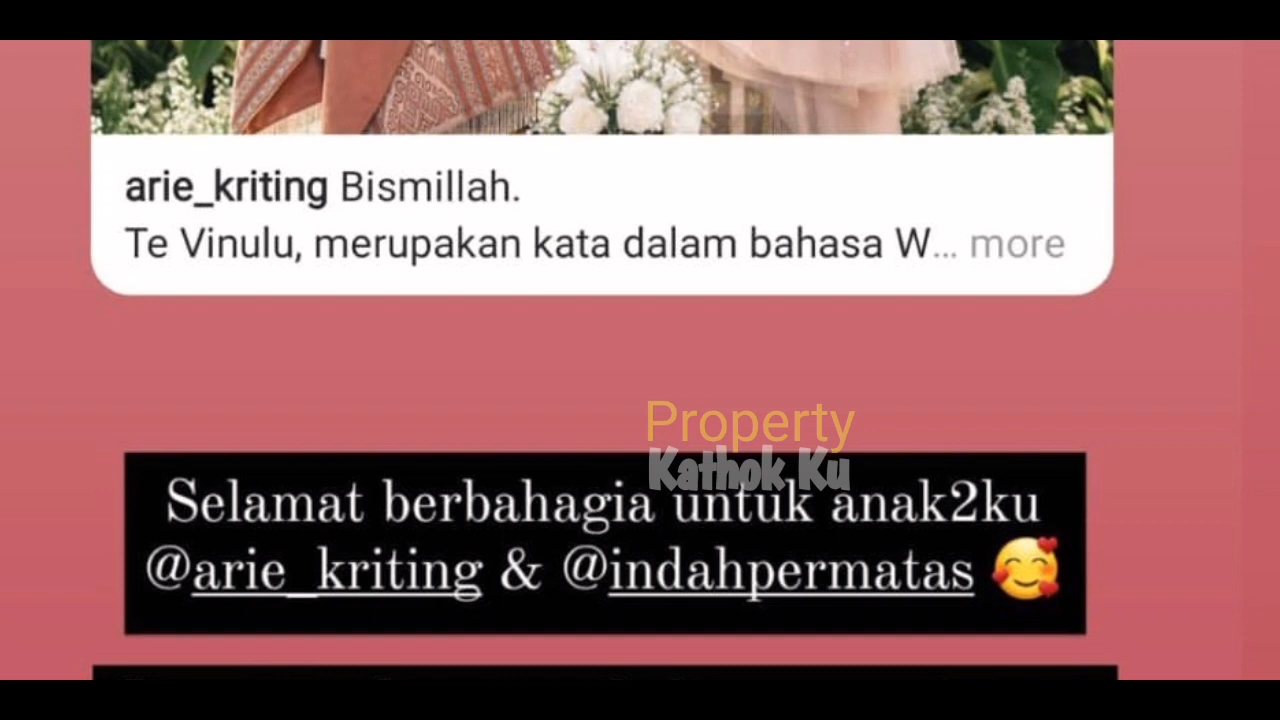 arie_kriting Bismillah.
Te Vinulu, merupakan kata dalam bahasa W... more
Property
Kathok Ku
Selamat berbahagia untuk anak2ku
@arie_kriting & @indahpermatas 🥰